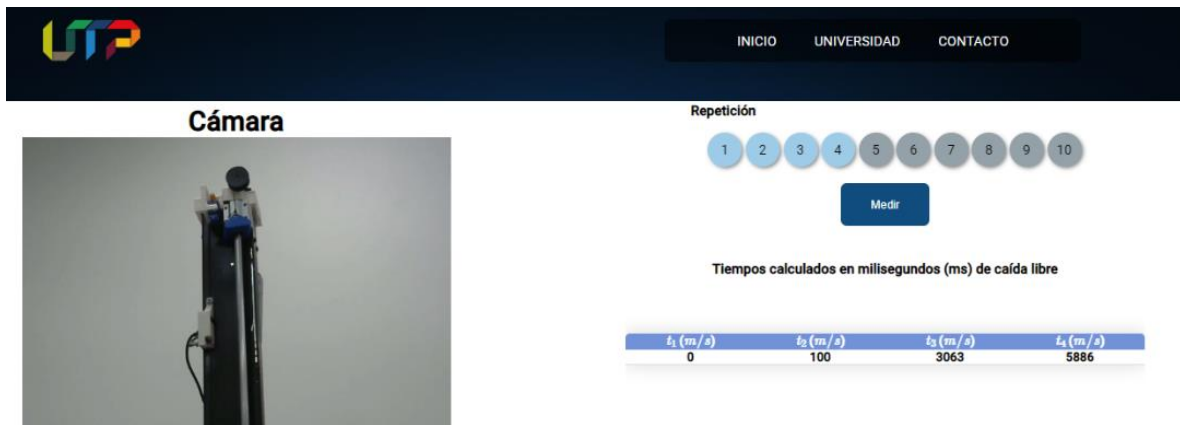 UTP
INICIO UNIVERSIDAD CONTACTO
Cámara
Repetición
1 2 3 4 5 6 7 8 9 10
Medir
Tiempos calculados en milisegundos (ms) de caída libre
t₁(m/s) t₂(m/s) t₃(m/s) t₄(m/s)
0 100 3063 5886